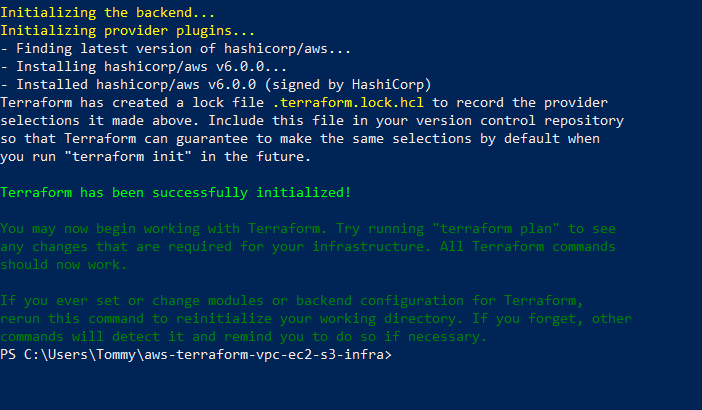 Initializing the backend...
Initializing provider plugins...
- Finding latest version of hashicorp/aws...
- Installing hashicorp/aws v6.0.0...
- Installed hashicorp/aws v6.0.0 (signed by HashiCorp)
Terraform has created a lock file .terraform.lock.hcl to record the provider
selections it made above. Include this file in your version control repository
so that Terraform can guarantee to make the same selections by default when
you run "terraform init" in the future.
Terraform has been successfully initialized!
You may now begin working with Terraform. Try running "terraform plan" to see
any changes that are required for your infrastructure. All Terraform commands
should now work.
If you ever set or change modules or backend configuration for Terraform,
rerun this command to reinitialize your working directory. If you forget, other
commands will detect it and remind you to do so if necessary.
PS C:\Users\Tommy\aws-terraform-vpc-ec2-s3-infra>